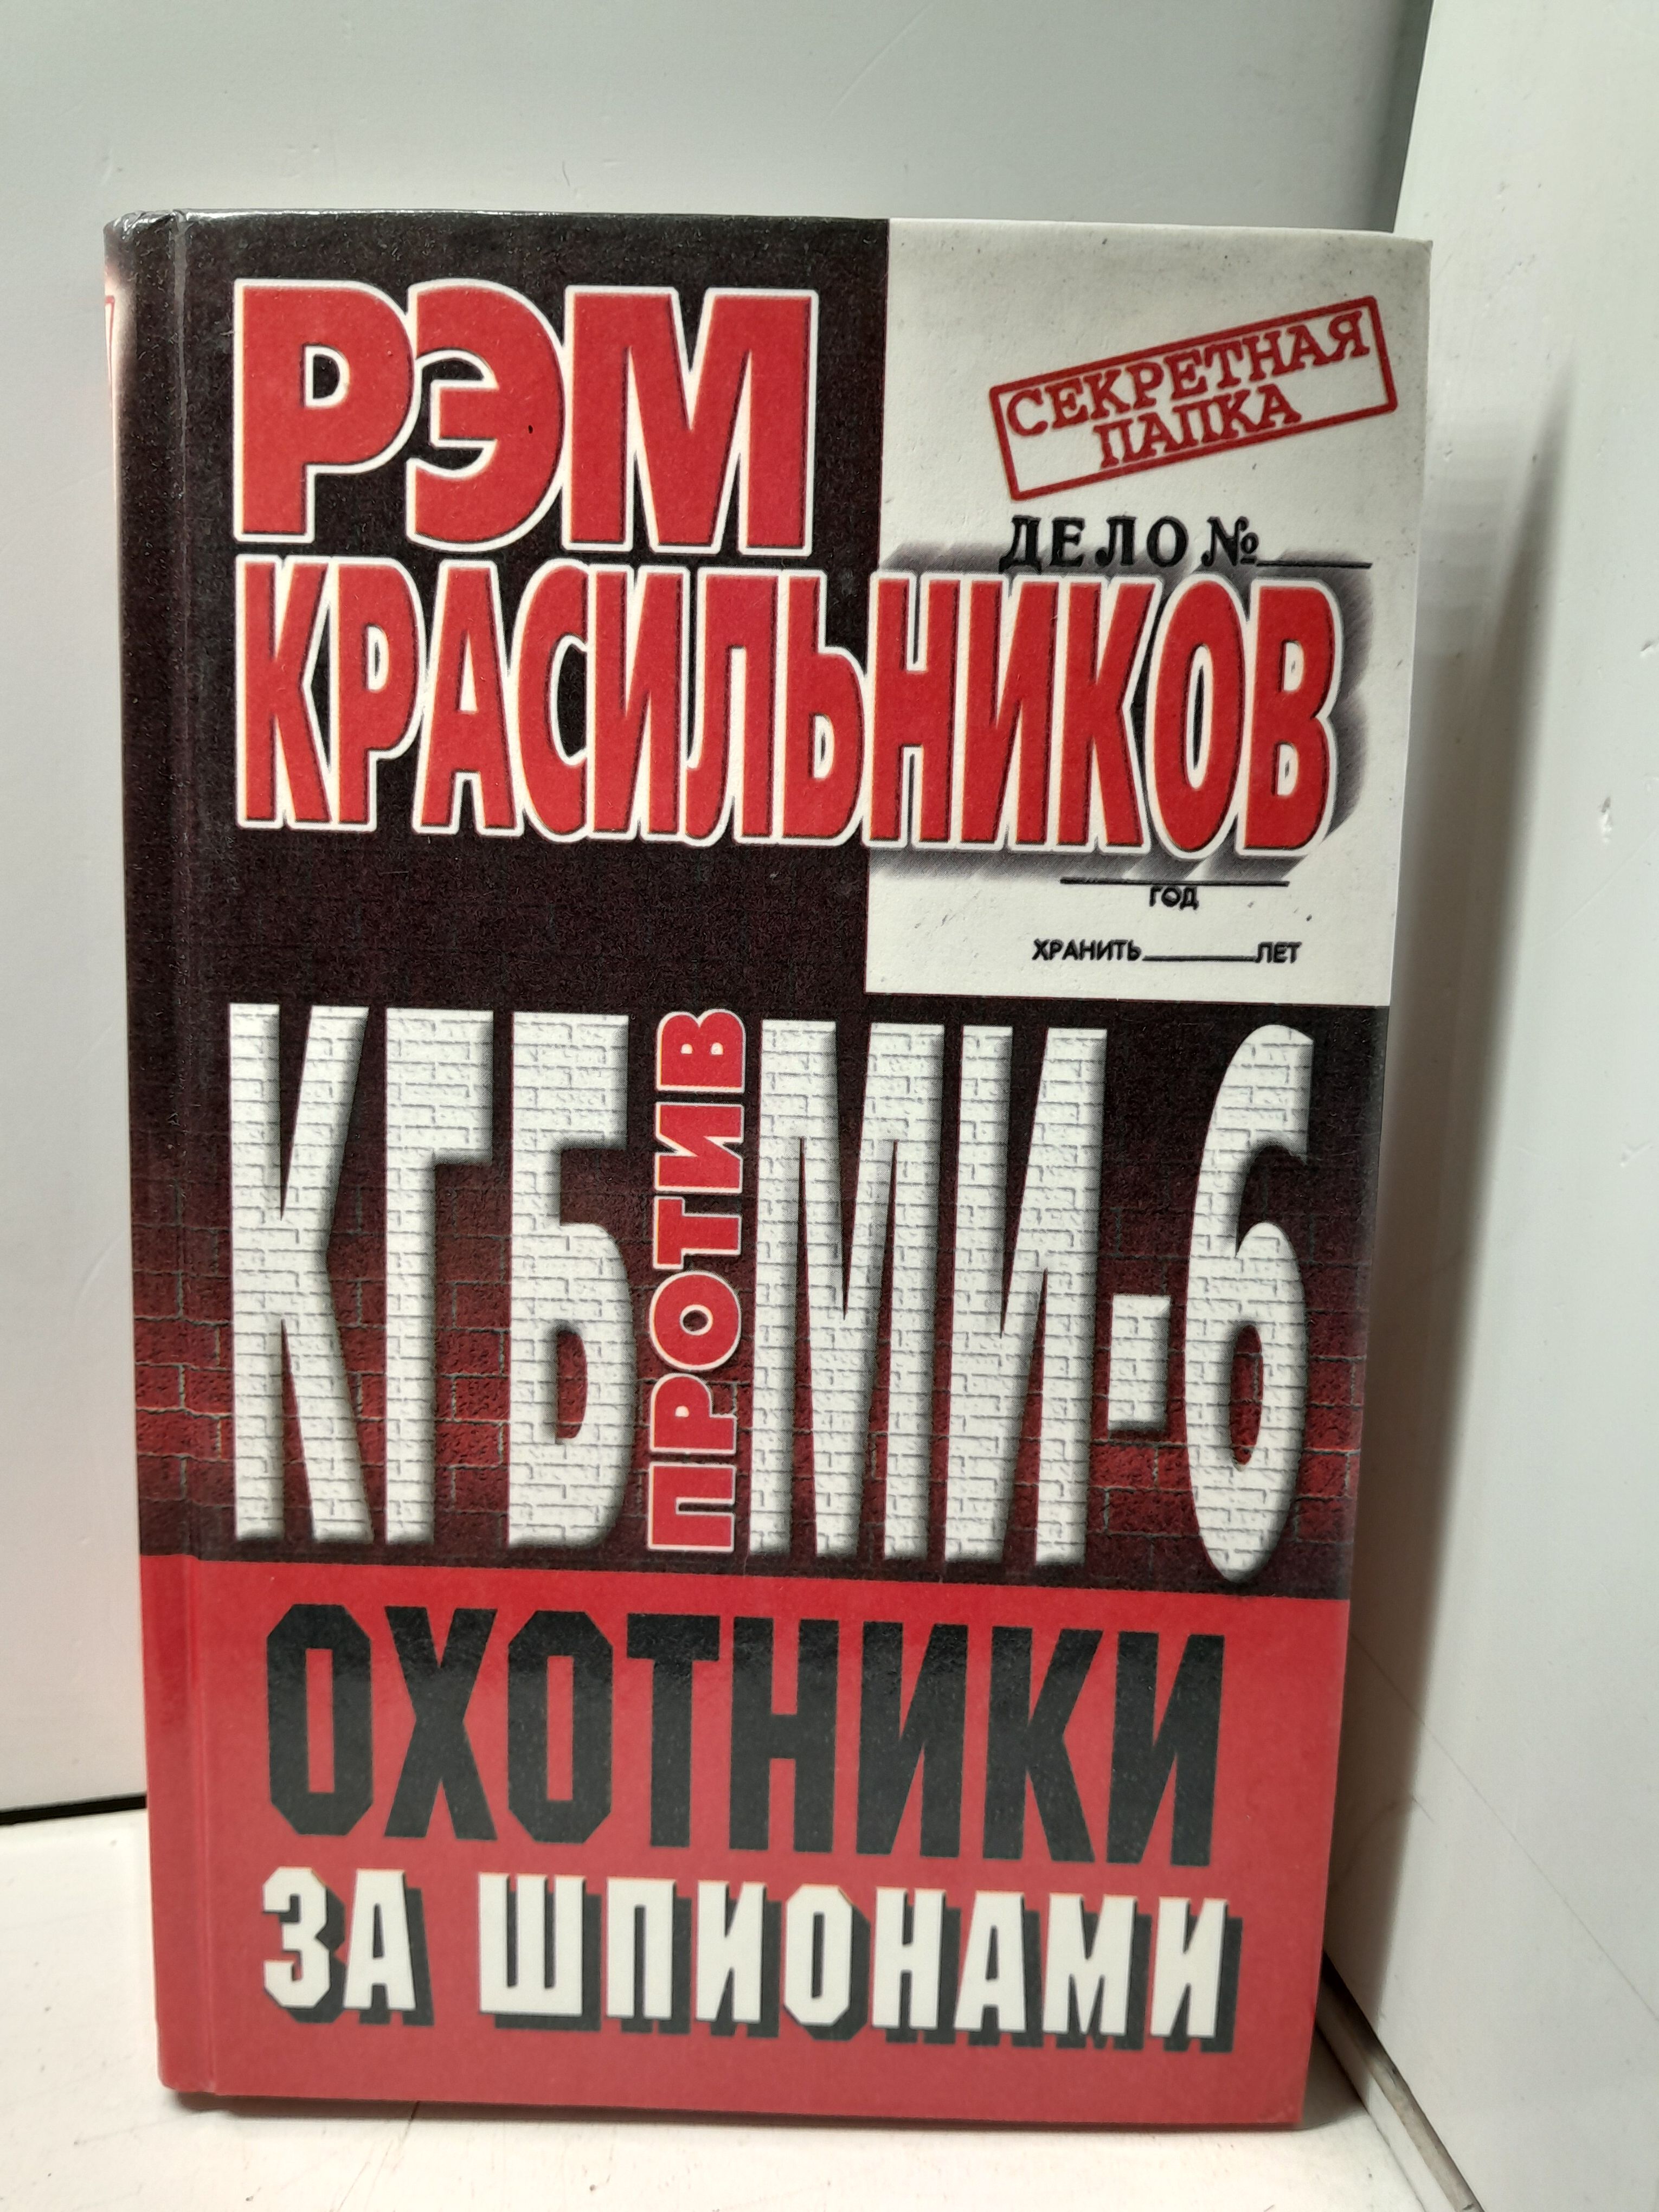 РЭМ
СЕКРЕТНАЯ
ПАПКА
ДЕЛО №
КРАСИЛЬНИКОВ
ГОД
ХРАНИТЬ ЛЕТ
КГБ ПРОТИВ МИ-6
ОХОТНИКИ
ЗА ШПИОНАМИ